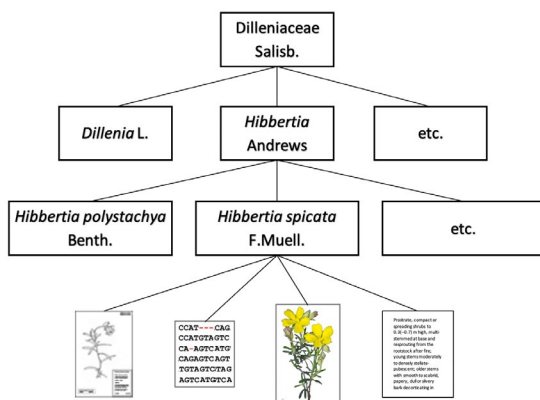 Dilleniaceae
Salisb.
Dillenia L.
Hibbertia
Andrews
etc.
Hibbertia polystachya
Benth.
Hibbertia spicata
F.Muell.
etc.
CCAT---CAG
CCATGTAGTC
CA-AGTCATG
CAGAGTCAGT
TGTAGTCTAG
AGTCATGTCA
Prostrate, compact or
spreading shrubs to
0.3(–0.7) m high, multi-
stemmed at base and
resprouting from the
rootstock after fire;
young stems moderately
to densely stellate-
pubescent; older stems
with smooth to scabrid,
papery, dull or silvery
bark decorticating in